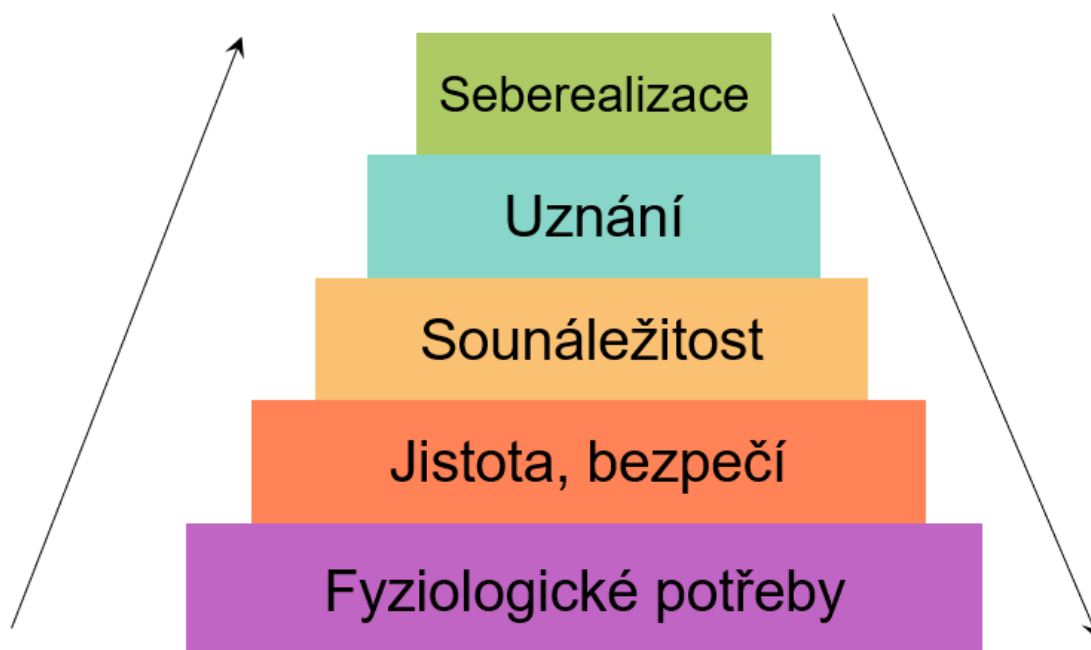 Seberealizace
Uznání
Sounáležitost
Jistota, bezpečí
Fyziologické potřeby